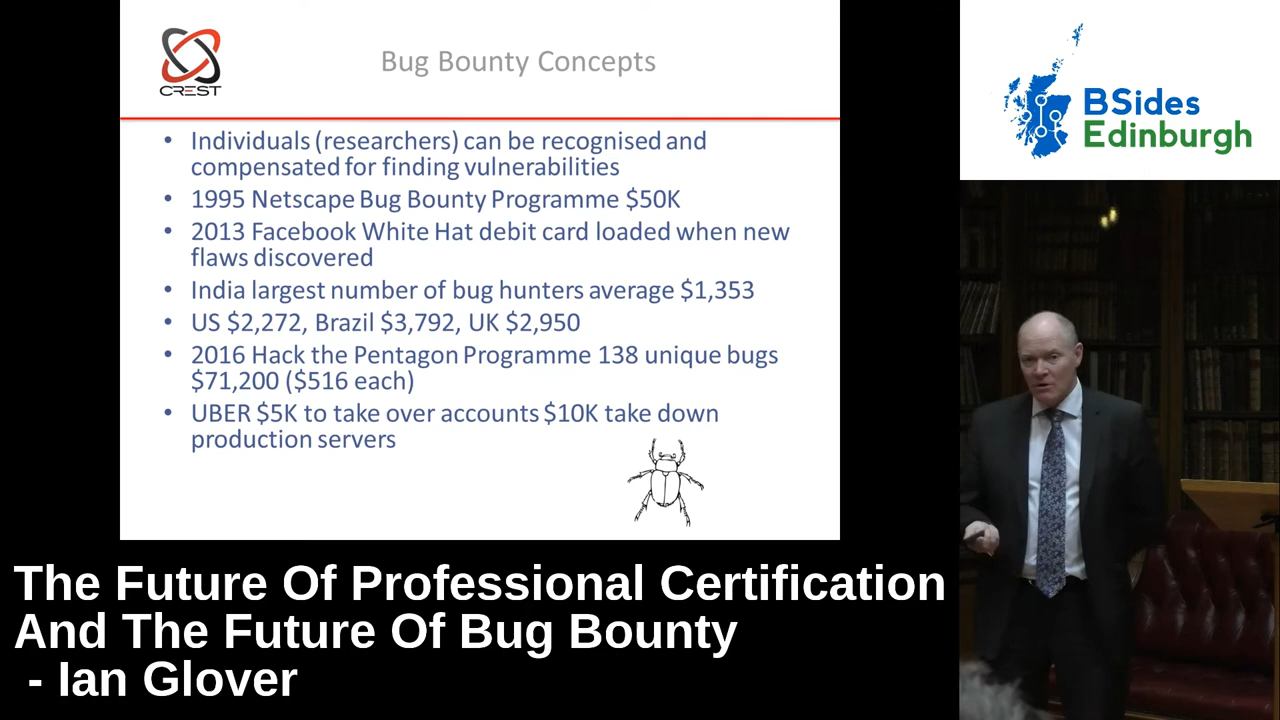 CREST
Bug Bounty Concepts
• Individuals (researchers) can be recognised and
compensated for finding vulnerabilities
• 1995 Netscape Bug Bounty Programme $50K
• 2013 Facebook White Hat debit card loaded when new
flaws discovered
• India largest number of bug hunters average $1,353
• US $2,272, Brazil $3,792, UK $2,950
• 2016 Hack the Pentagon Programme 138 unique bugs
$71,200 ($516 each)
• UBER $5K to take over accounts $10K take down
production servers
BSides
Edinburgh
The Future Of Professional Certification
And The Future Of Bug Bounty
- Ian Glover